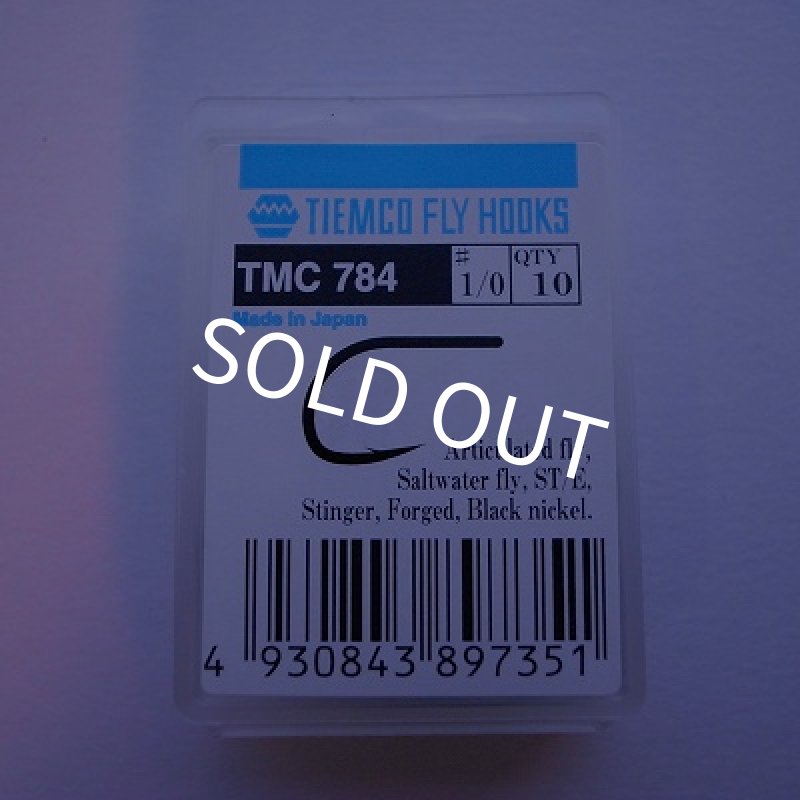 TIEMCO FLY HOOKS
TMC 784
#
1/0
QTY
10
Made in Japan
SOLD OUT
Articulated fly,
Saltwater fly, ST/E,
Stinger, Forged, Black nickel.
4 930843 897351